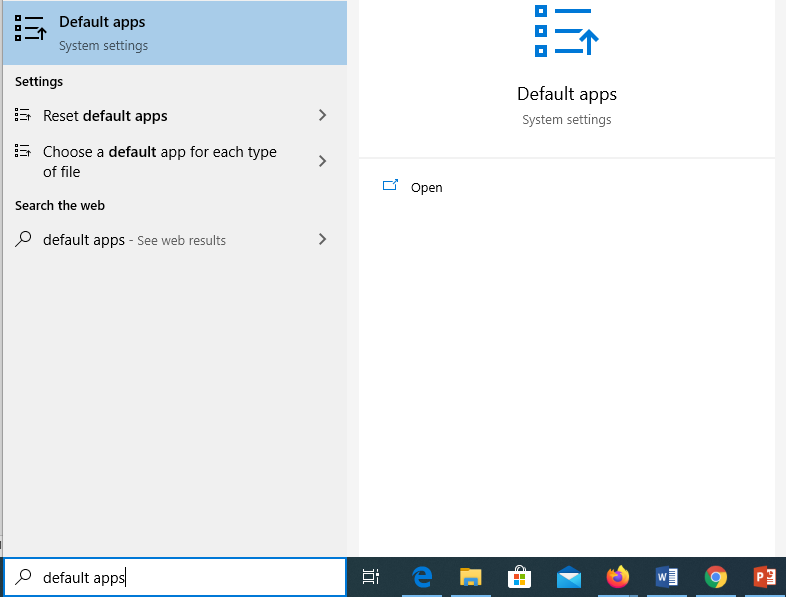 Default apps
System settings
Settings
Reset default apps
Choose a default app for each type
of file
Search the web
default apps - See web results
default apps
Default apps
System settings
Open